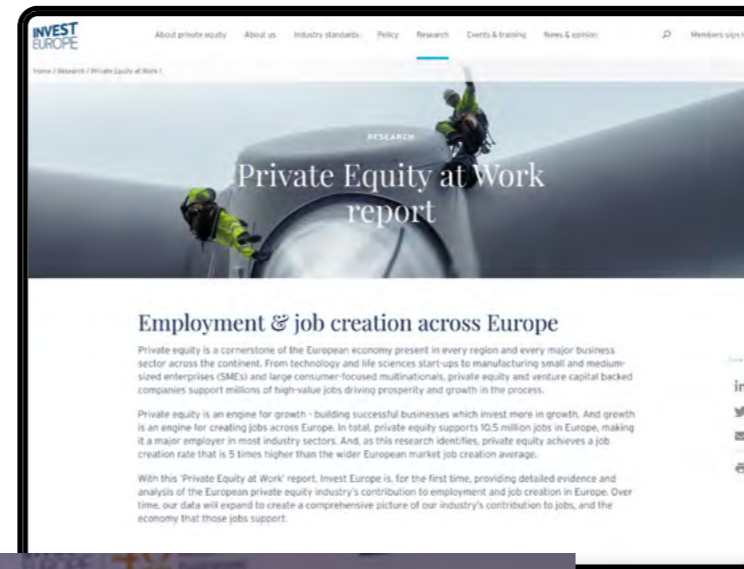 INVEST
EUROPE
About private equity About us Industry standards Policy Research Events & training News & opinion Members sign
Home / Research / Private Equity at Work
RESEARCH
Private Equity at Work
report
Employment & job creation across Europe
Private equity is a cornerstone of the European economy present in every region and every major business
sector across the continent. From technology and life sciences start-ups to manufacturing small and medium-
sized enterprises (SMEs) and large consumer-focused multinationals, private equity and venture capital backed
companies support millions of high-value jobs driving prosperity and growth in the process.
Private equity is an engine for growth - building successful businesses which invest more in growth. And growth
is an engine for creating jobs across Europe. In total, private equity supports 10.5 million jobs in Europe, making
it a major employer in most industry sectors. And, as this research identifies, private equity achieves a job
creation rate that is 5 times higher than the wider European market job creation average.
With this 'Private Equity at Work' report, Invest Europe is, for the first time, providing detailed evidence and
analysis of the European private equity industry's contribution to employment and job creation in Europe. Over
time, our data will expand to create a comprehensive picture of our industry's contribution to jobs, and the
economy that those jobs support.